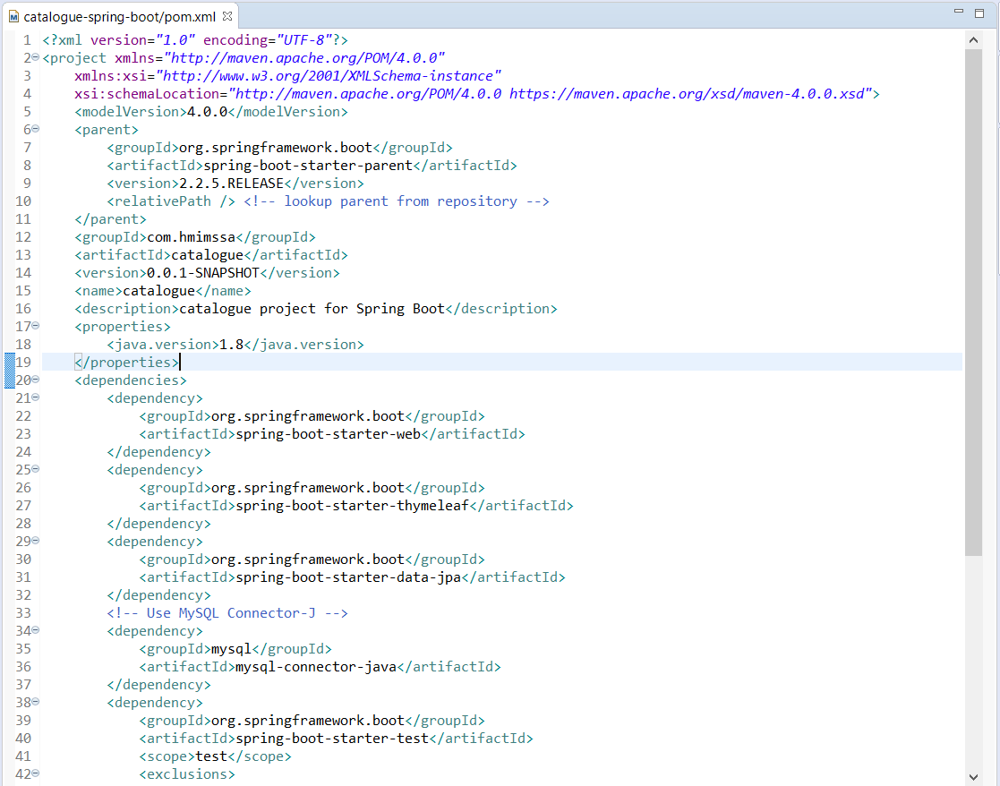 catalogue-spring-boot/pom.xml
1 <?xml version="1.0" encoding="UTF-8"?>
2 <project xmlns="http://maven.apache.org/POM/4.0.0"
3     xmlns:xsi="http://www.w3.org/2001/XMLSchema-instance"
4     xsi:schemaLocation="http://maven.apache.org/POM/4.0.0 https://maven.apache.org/xsd/maven-4.0.0.xsd">
5     <modelVersion>4.0.0</modelVersion>
6     <parent>
7         <groupId>org.springframework.boot</groupId>
8         <artifactId>spring-boot-starter-parent</artifactId>
9         <version>2.2.5.RELEASE</version>
10         <relativePath /> <!-- lookup parent from repository -->
11     </parent>
12     <groupId>com.hmimssa</groupId>
13     <artifactId>catalogue</artifactId>
14     <version>0.0.1-SNAPSHOT</version>
15     <name>catalogue</name>
16     <description>catalogue project for Spring Boot</description>
17     <properties>
18         <java.version>1.8</java.version>
19     </properties>
20     <dependencies>
21         <dependency>
22             <groupId>org.springframework.boot</groupId>
23             <artifactId>spring-boot-starter-web</artifactId>
24         </dependency>
25         <dependency>
26             <groupId>org.springframework.boot</groupId>
27             <artifactId>spring-boot-starter-thymeleaf</artifactId>
28         </dependency>
29         <dependency>
30             <groupId>org.springframework.boot</groupId>
31             <artifactId>spring-boot-starter-data-jpa</artifactId>
32         </dependency>
33         <!-- Use MySQL Connector-J -->
34         <dependency>
35             <groupId>mysql</groupId>
36             <artifactId>mysql-connector-java</artifactId>
37         </dependency>
38         <dependency>
39             <groupId>org.springframework.boot</groupId>
40             <artifactId>spring-boot-starter-test</artifactId>
41             <scope>test</scope>
42             <exclusions>